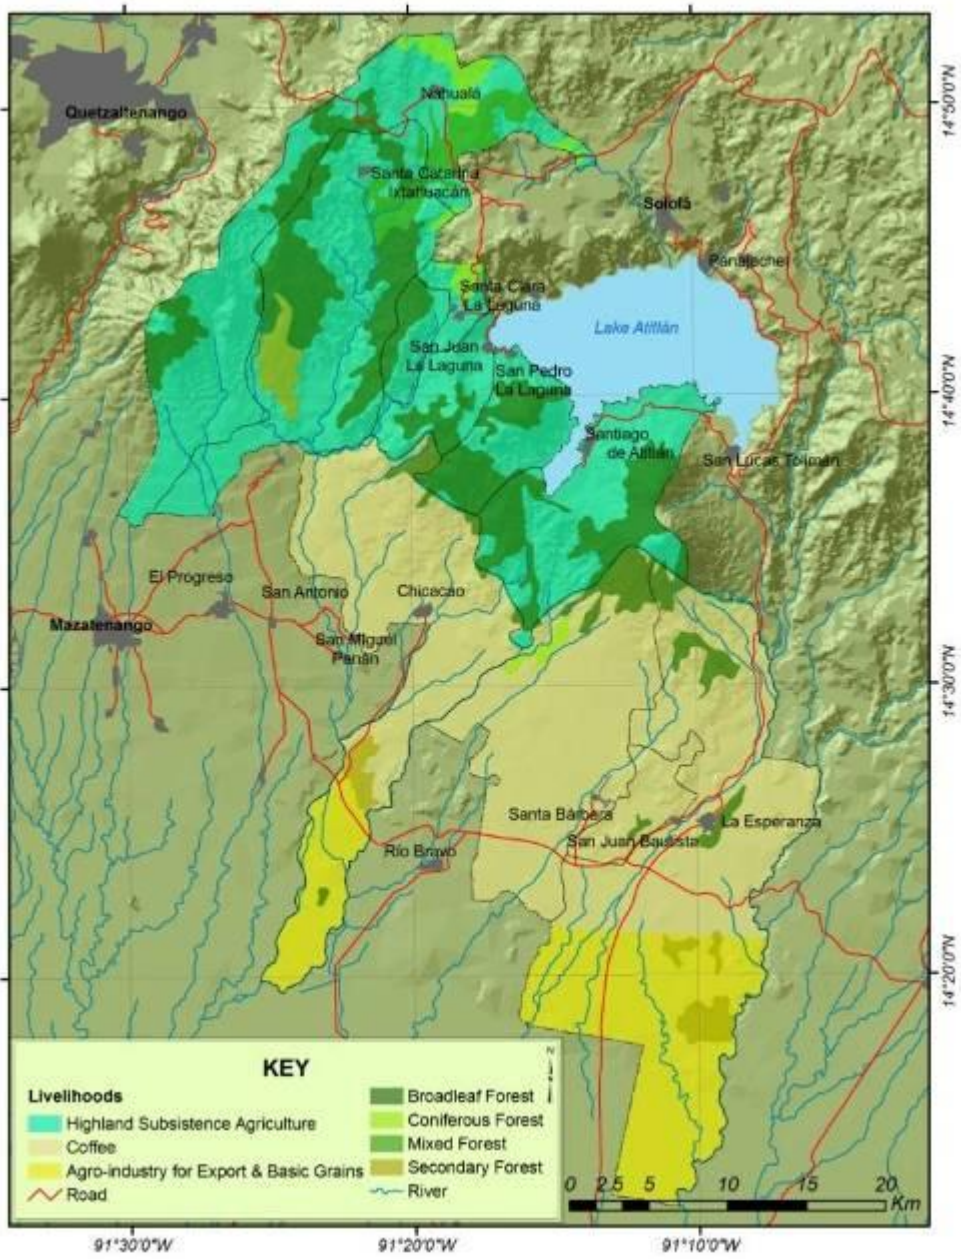 14°50'0"N
Quetzaltenango
Nahualá
Santa Catarina
Ixtahuacán
Sololá
Panajachel
Santa Clara
La Laguna
Lake Atitlán
San Juan
La Laguna
San Pedro
La Laguna
14°40'0"N
Santiago
de Atitlán
San Lucas Tolimán
El Progreso
San Antonio
Chicacao
Mazatenango
San Miguel
Panán
14°30'0"N
Santa Bárbara
La Esperanza
San Juan Bautista
Río Bravo
14°20'0"N
KEY
N
Livelihoods
Highland Subsistence Agriculture
Coffee
Agro-industry for Export & Basic Grains
Road
Broadleaf Forest
Coniferous Forest
Mixed Forest
Secondary Forest
River
0 2.5 5 10 15 20
Km
91°30'0"W 91°20'0"W 91°10'0"W